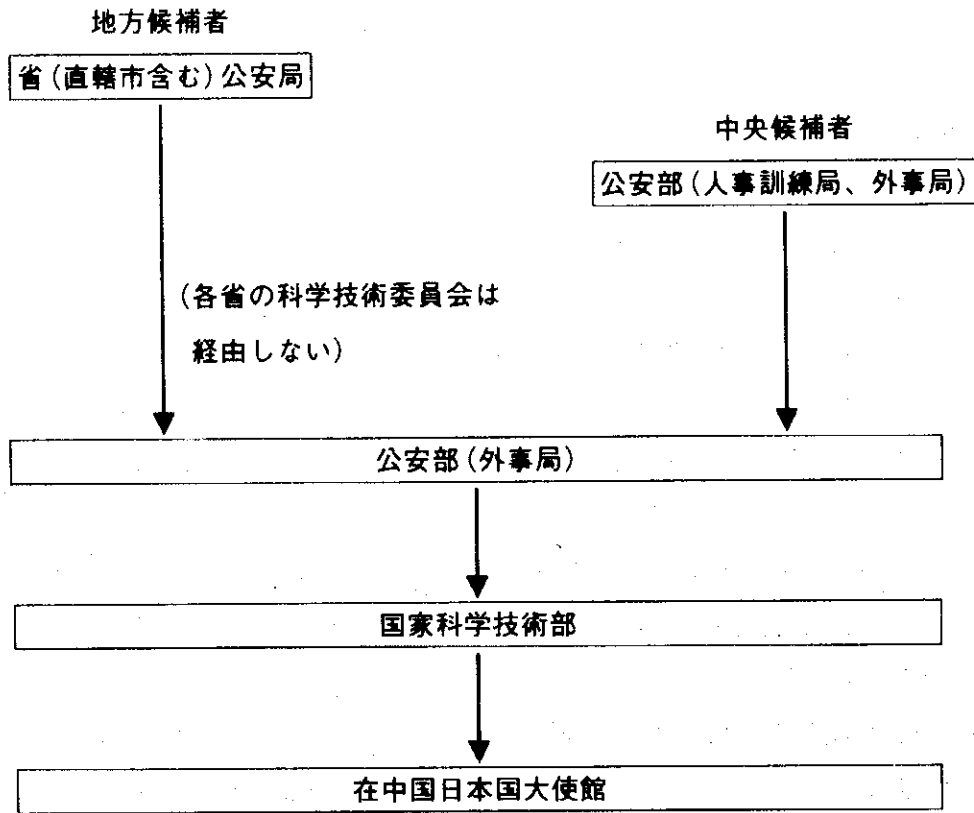 地方候補者
省(直轄市含む)公安局
中央候補者
公安部(人事訓練局、外事局)
(各省の科学技術委員会は
経由しない)
公安部(外事局)
国家科学技術部
在中国日本国大使館